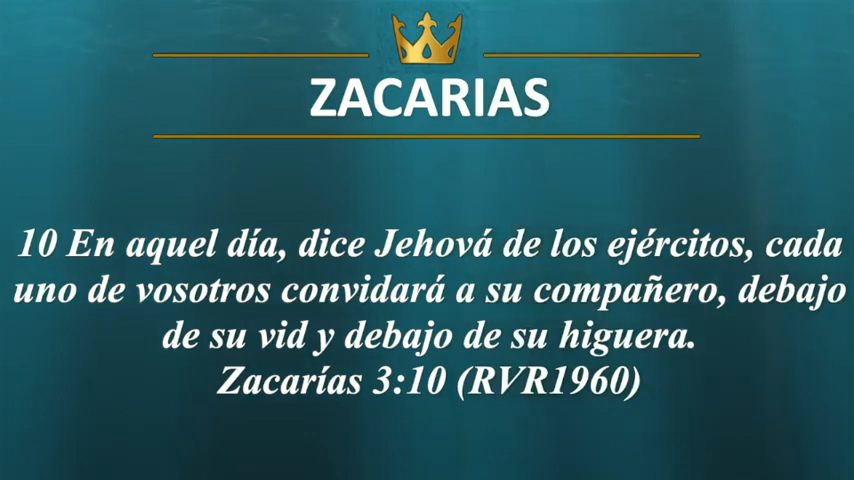 ZACARIAS
10 En aquel día, dice Jehová de los ejércitos, cada
uno de vosotros convidará a su compañero, debajo
de su vid y debajo de su higuera.
Zacarías 3:10 (RVR1960)